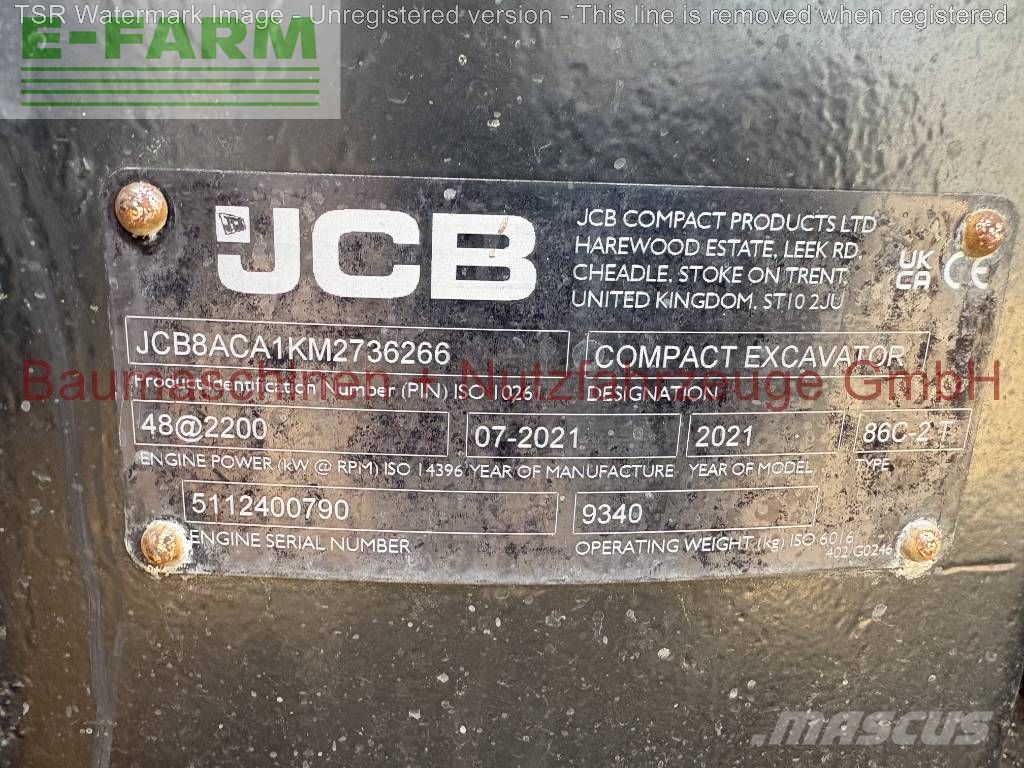 TSR Watermark Image - Unregistered version - This line is removed when registered
E-FARM
JCB
JCB COMPACT PRODUCTS LTD
HAREWOOD ESTATE, LEEK RD.
CHEADLE. STOKE ON TRENT.
UNITED KINGDOM. ST10 2JU
UK
CA
CE
JCB8ACA1KM2736266
COMPACT EXCAVATOR
Baumaschinen + Nutzfahrzeuge GmbH
Product Identification Number (PIN) ISO 10261
DESIGNATION
48@2200
07-2021
2021
86C-2 T
ENGINE POWER (kW @ RPM) ISO 14396
YEAR OF MANUFACTURE
YEAR OF MODEL
TYPE
5112400790
9340
ENGINE SERIAL NUMBER
OPERATING WEIGHT (kg) ISO 6016
402 G0246
MASCUS